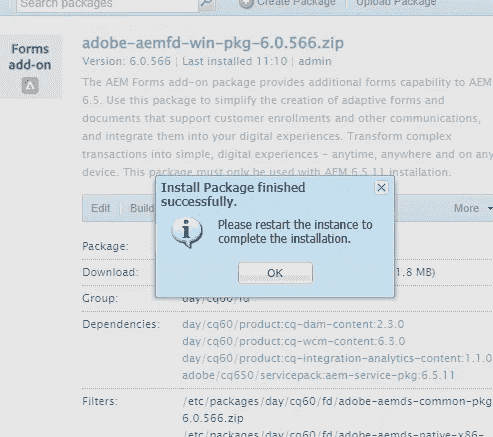 Search packages
Create Package
Upload Package
Forms
add-on
adobe-aemfd-win-pkg-6.0.566.zip
Version: 6.0.566 | Last installed 11:10 | admin
The AEM Forms add-on package provides additional forms capability to AEM
6.5. Use this package to simplify the creation of adaptive forms and
documents that support customer enrollments and other communications,
and integrate them into your digital experiences. Transform complex
transactions into simple, digital experiences - anytime, anywhere and on any
device. This package must only be used with AEM 6.5.11 installation.
Edit
Build
More
Install Package finished
successfully.
Please restart the instance to
complete the installation.
OK
Package:
Download:
1.8 MB)
Group:
day/cq60/fd
Dependencies:
day/cq60/product:cq-dam-content:2.3.0
day/cq60/product:cq-wcm-content:6.3.0
day/cq60/product:cq-integration-analytics-content:1.1.0
adobe/cq650/servicepack:aem-service-pkg:6.5.11
Filters:
/etc/packages/day/cq60/fd/adobe-aemds-common-pkg
6.0.566.zip
/etc/packages/day/cq60/fd/adobe-aemds-native-x86-